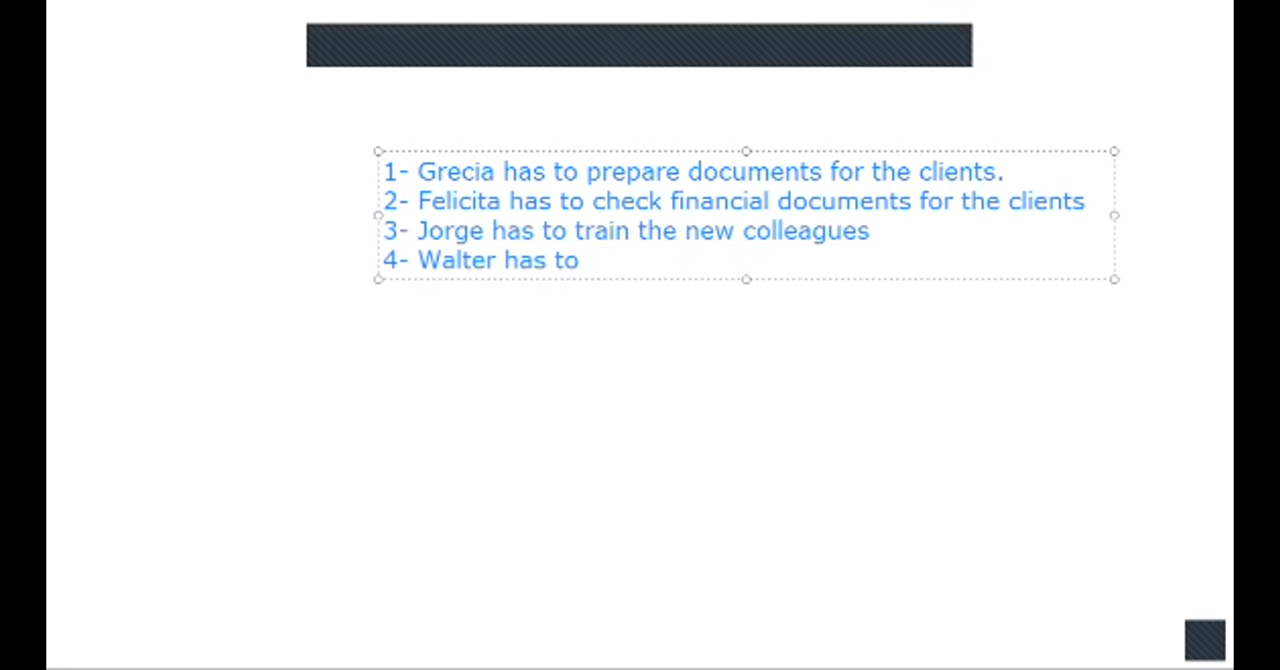 1- Grecia has to prepare documents for the clients.
2- Felicita has to check financial documents for the clients
3- Jorge has to train the new colleagues
4- Walter has to